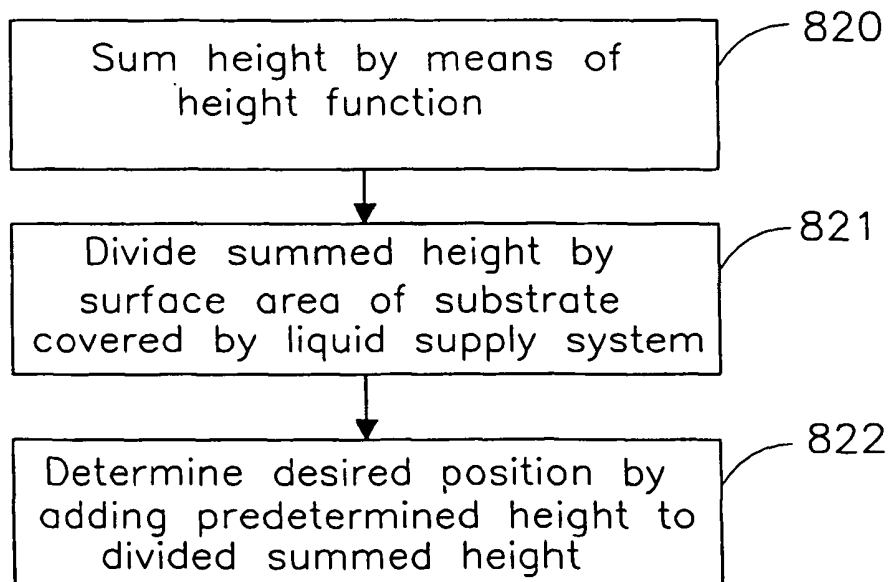 820
Sum height by means of
height function
821
Divide summed height by
surface area of substrate
covered by liquid supply system
822
Determine desired position by
adding predetermined height to
divided summed height